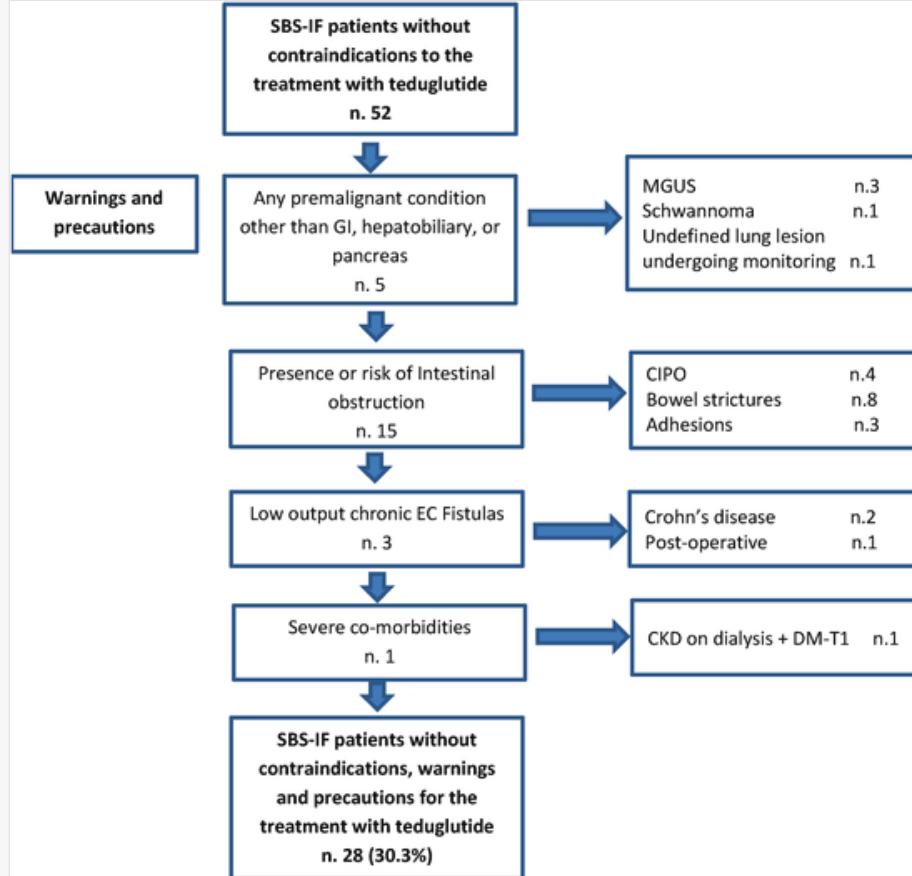 SBS-IF patients without
contraindications to the
treatment with teduglutide
n. 52
Warnings and
precautions
Any premalignant condition
other than GI, hepatobiliary, or
pancreas
n. 5
MGUS n.3
Schwannoma n.1
Undefined lung lesion
undergoing monitoring n.1
Presence or risk of Intestinal
obstruction
n. 15
CIPO n.4
Bowel strictures n.8
Adhesions n.3
Low output chronic EC Fistulas
n. 3
Crohn's disease n.2
Post-operative n.1
Severe co-morbidities
n. 1
CKD on dialysis + DM-T1 n.1
SBS-IF patients without
contraindications, warnings
and precautions for the
treatment with teduglutide
n. 28 (30.3%)